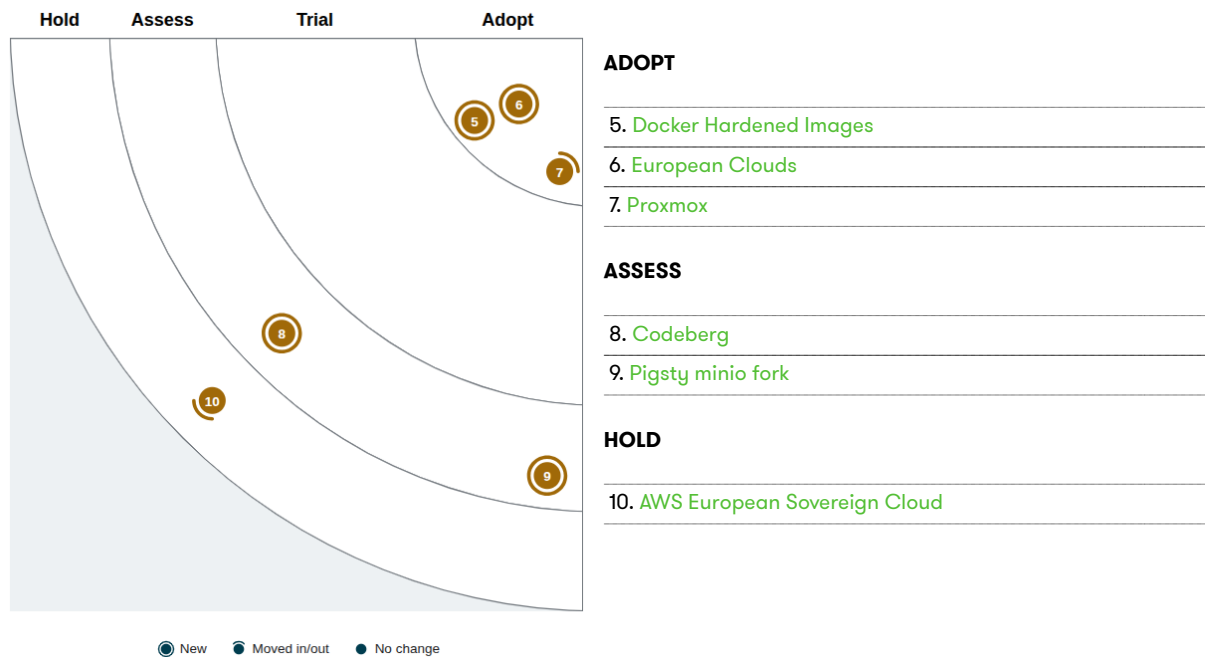 Hold Assess Trial Adopt
5
6
7
8
10
9
New Moved in/out No change
ADOPT
5. Docker Hardened Images
6. European Clouds
7. Proxmox
ASSESS
8. Codeberg
9. Pigsty minio fork
HOLD
10. AWS European Sovereign Cloud